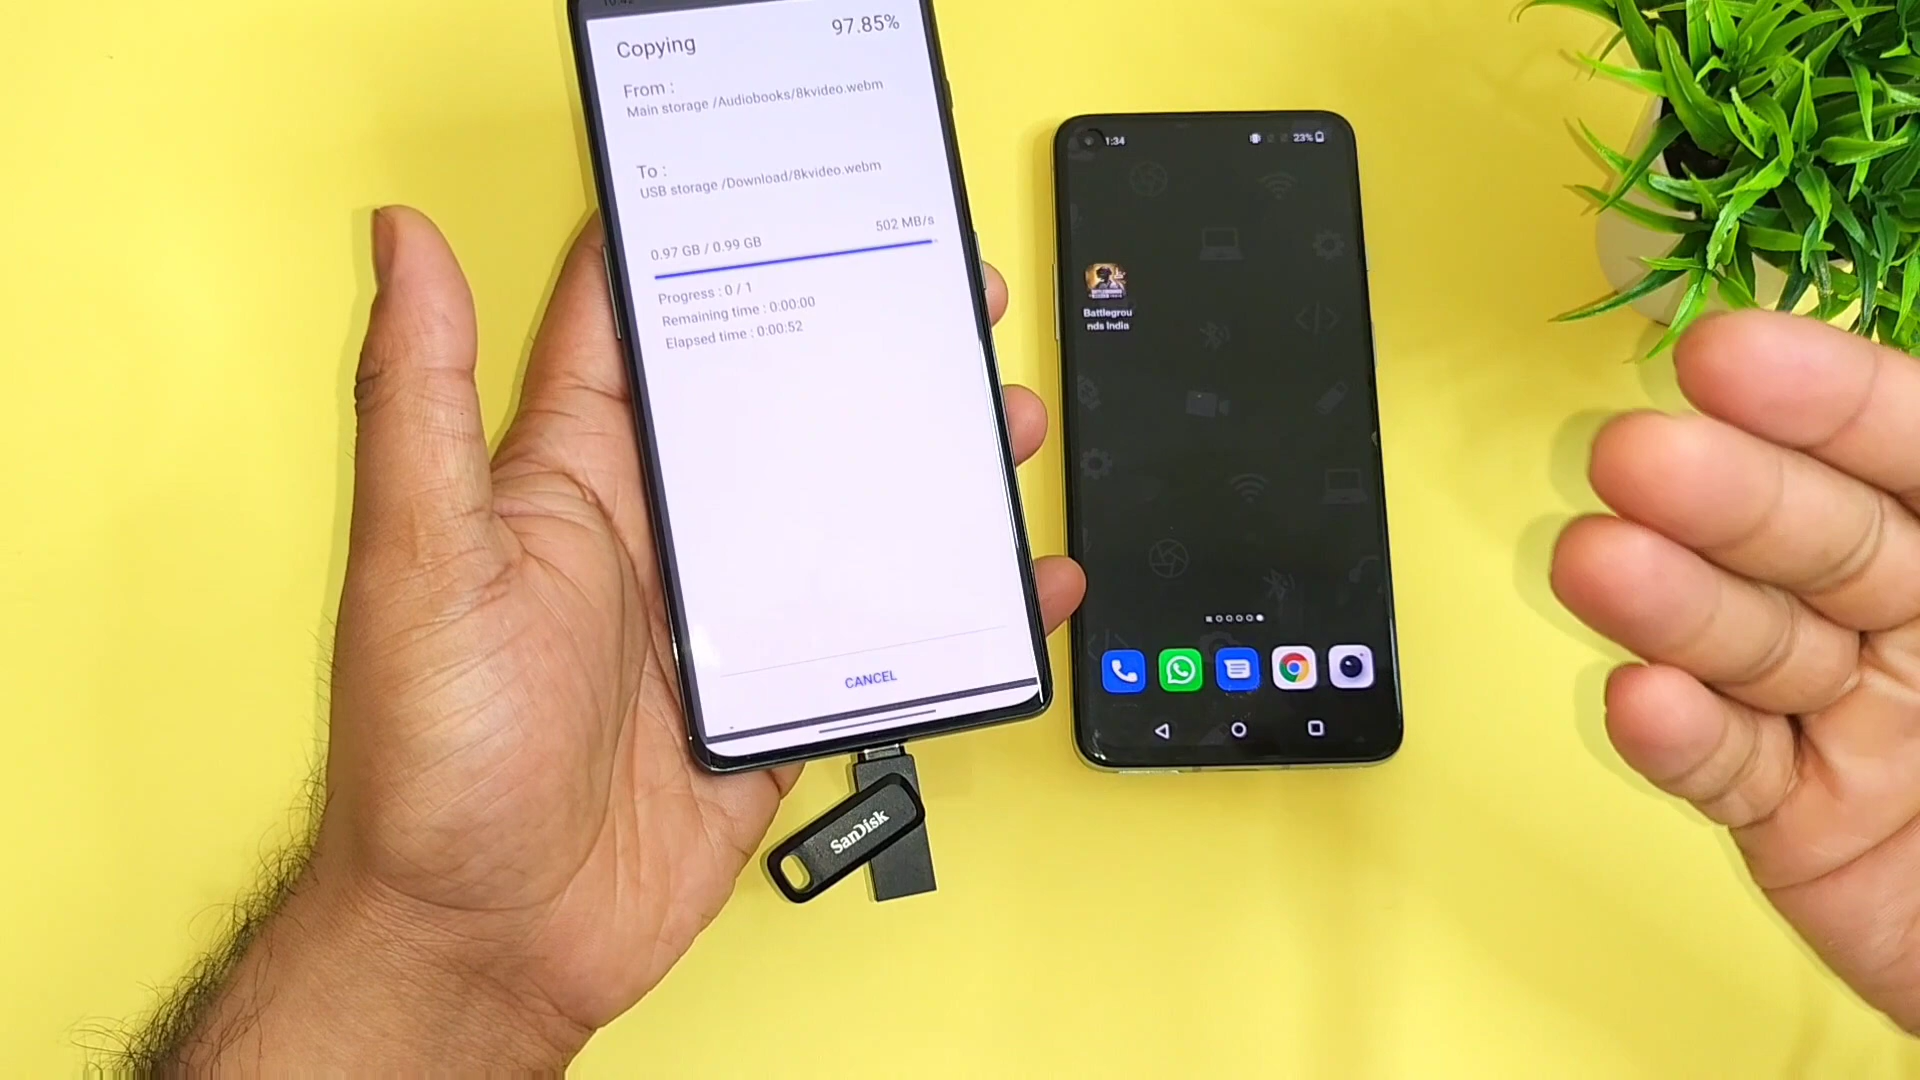 Copying
97.85%
From :
Main storage /Audiobooks/8kvideo.webm
To :
USB storage /Download/8kvideo.webm
0.97 GB / 0.99 GB
502 MB/s
Progress : 0 / 1
Remaining time : 0:00:00
Elapsed time : 0:00:52
CANCEL
SanDisk
1:34
23%
Battlegrou
nds India